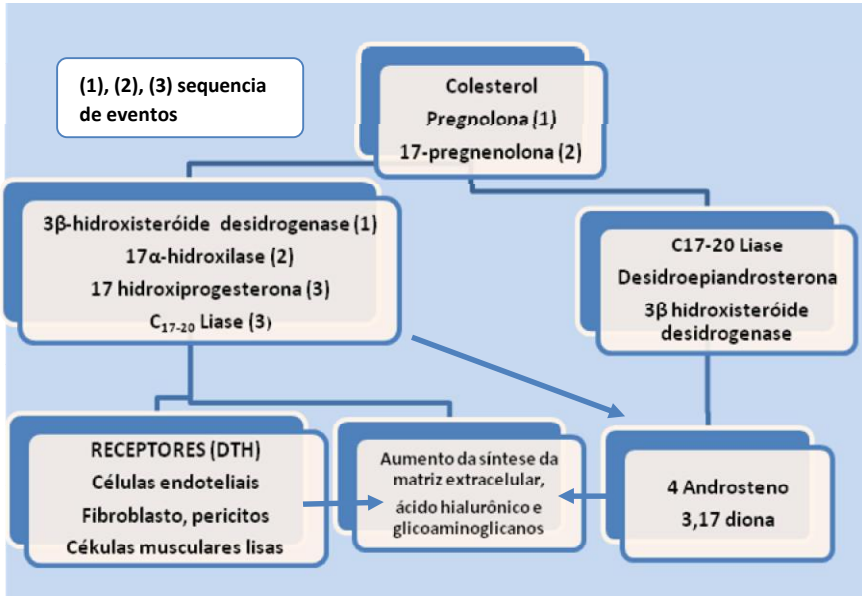 (1), (2), (3) sequencia
de eventos
Colesterol
Pregnolona (1)
17-pregnenolona (2)
3β-hidroxisteróide desidrogenase (1)
17α-hidroxilase (2)
17 hidroxiprogesterona (3)
C17-20 Liase (3)
C17-20 Liase
Desidroepiandrosterona
3β hidroxisteróide
desidrogenase
RECEPTORES (DTH)
Células endoteliais
Fibroblasto, pericitos
Cékulas musculares lisas
Aumento da síntese da
matriz extracelular,
ácido hialurônico e
glicoaminoglicanos
4 Androsteno
3,17 diona